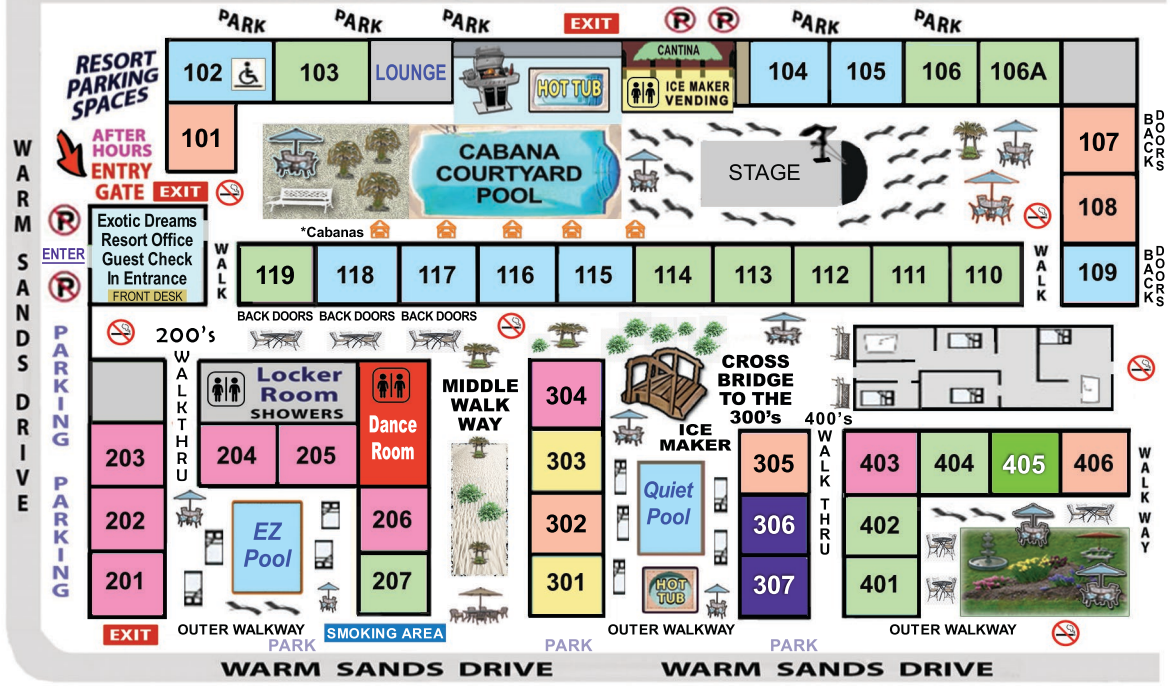 PARK
PARK
PARK
EXIT
P
P
PARK
PARK
RESORT
PARKING
SPACES
102
103
LOUNGE
HOT TUB
CANTINA
ICE MAKER
VENDING
104
105
106
106A
AFTER
HOURS
ENTRY
GATE
EXIT
101
CABANA
COURTYARD
POOL
STAGE
107
BACK
DOORS
108
*Cabanas
P
ENTER
P
Exotic Dreams
Resort Office
Guest Check
In Entrance
FRONT DESK
WALK
119
118
117
116
115
114
113
112
111
110
WALK
109
BACK
DOORS
BACK DOORS
BACK DOORS
BACK DOORS
WARM SANDS DRIVE
PARKING
PARKING
200's
WALKTHRU
203
202
201
EXIT
Locker
Room
SHOWERS
204
205
Dance
Room
206
207
EZ
Pool
MIDDLE
WALK
WAY
304
303
302
301
CROSS
BRIDGE
TO THE
300's
ICE
MAKER
Quiet
Pool
HOT
TUB
305
306
307
400's
WALK THRU
403
404
405
406
402
401
WALK WAY
OUTER WALKWAY
SMOKING AREA
OUTER WALKWAY
OUTER WALKWAY
PARK
PARK
PARK
WARM SANDS DRIVE
WARM SANDS DRIVE